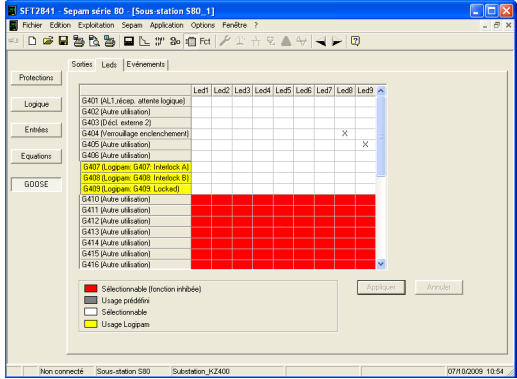 SFT2841 - Sepam série 80 - [Sous-station S80_1]
Fichier Edition Exploitation Sepam Application Options Fenêtre ?
Fct
Sorties Leds Evénements
Protections
Logique
Entrées
Equations
GOOSE
Led1 Led2 Led3 Led4 Led5 Led6 Led7 Led8 Led9
G401 (AL1,récep. attente logique)
G402 (Autre utilisation)
G403 (Décl. externe 2)
G404 (Verrouillage enclenchement) X
G405 (Autre utilisation) X
G406 (Autre utilisation)
G407 (Logipam: G407: Interlock A)
G408 (Logipam: G408: Interlock B)
G409 (Logipam: G409: Locked)
G410 (Autre utilisation)
G411 (Autre utilisation)
G412 (Autre utilisation)
G413 (Autre utilisation)
G414 (Autre utilisation)
G415 (Autre utilisation)
G416 (Autre utilisation)
Sélectionnable (fonction inhibée)
Usage prédéfini
Sélectionnable
Usage Logipam
Appliquer Annuler
Non connecté Sous-station S80 Substation_KZ400 07/10/2009 10:54